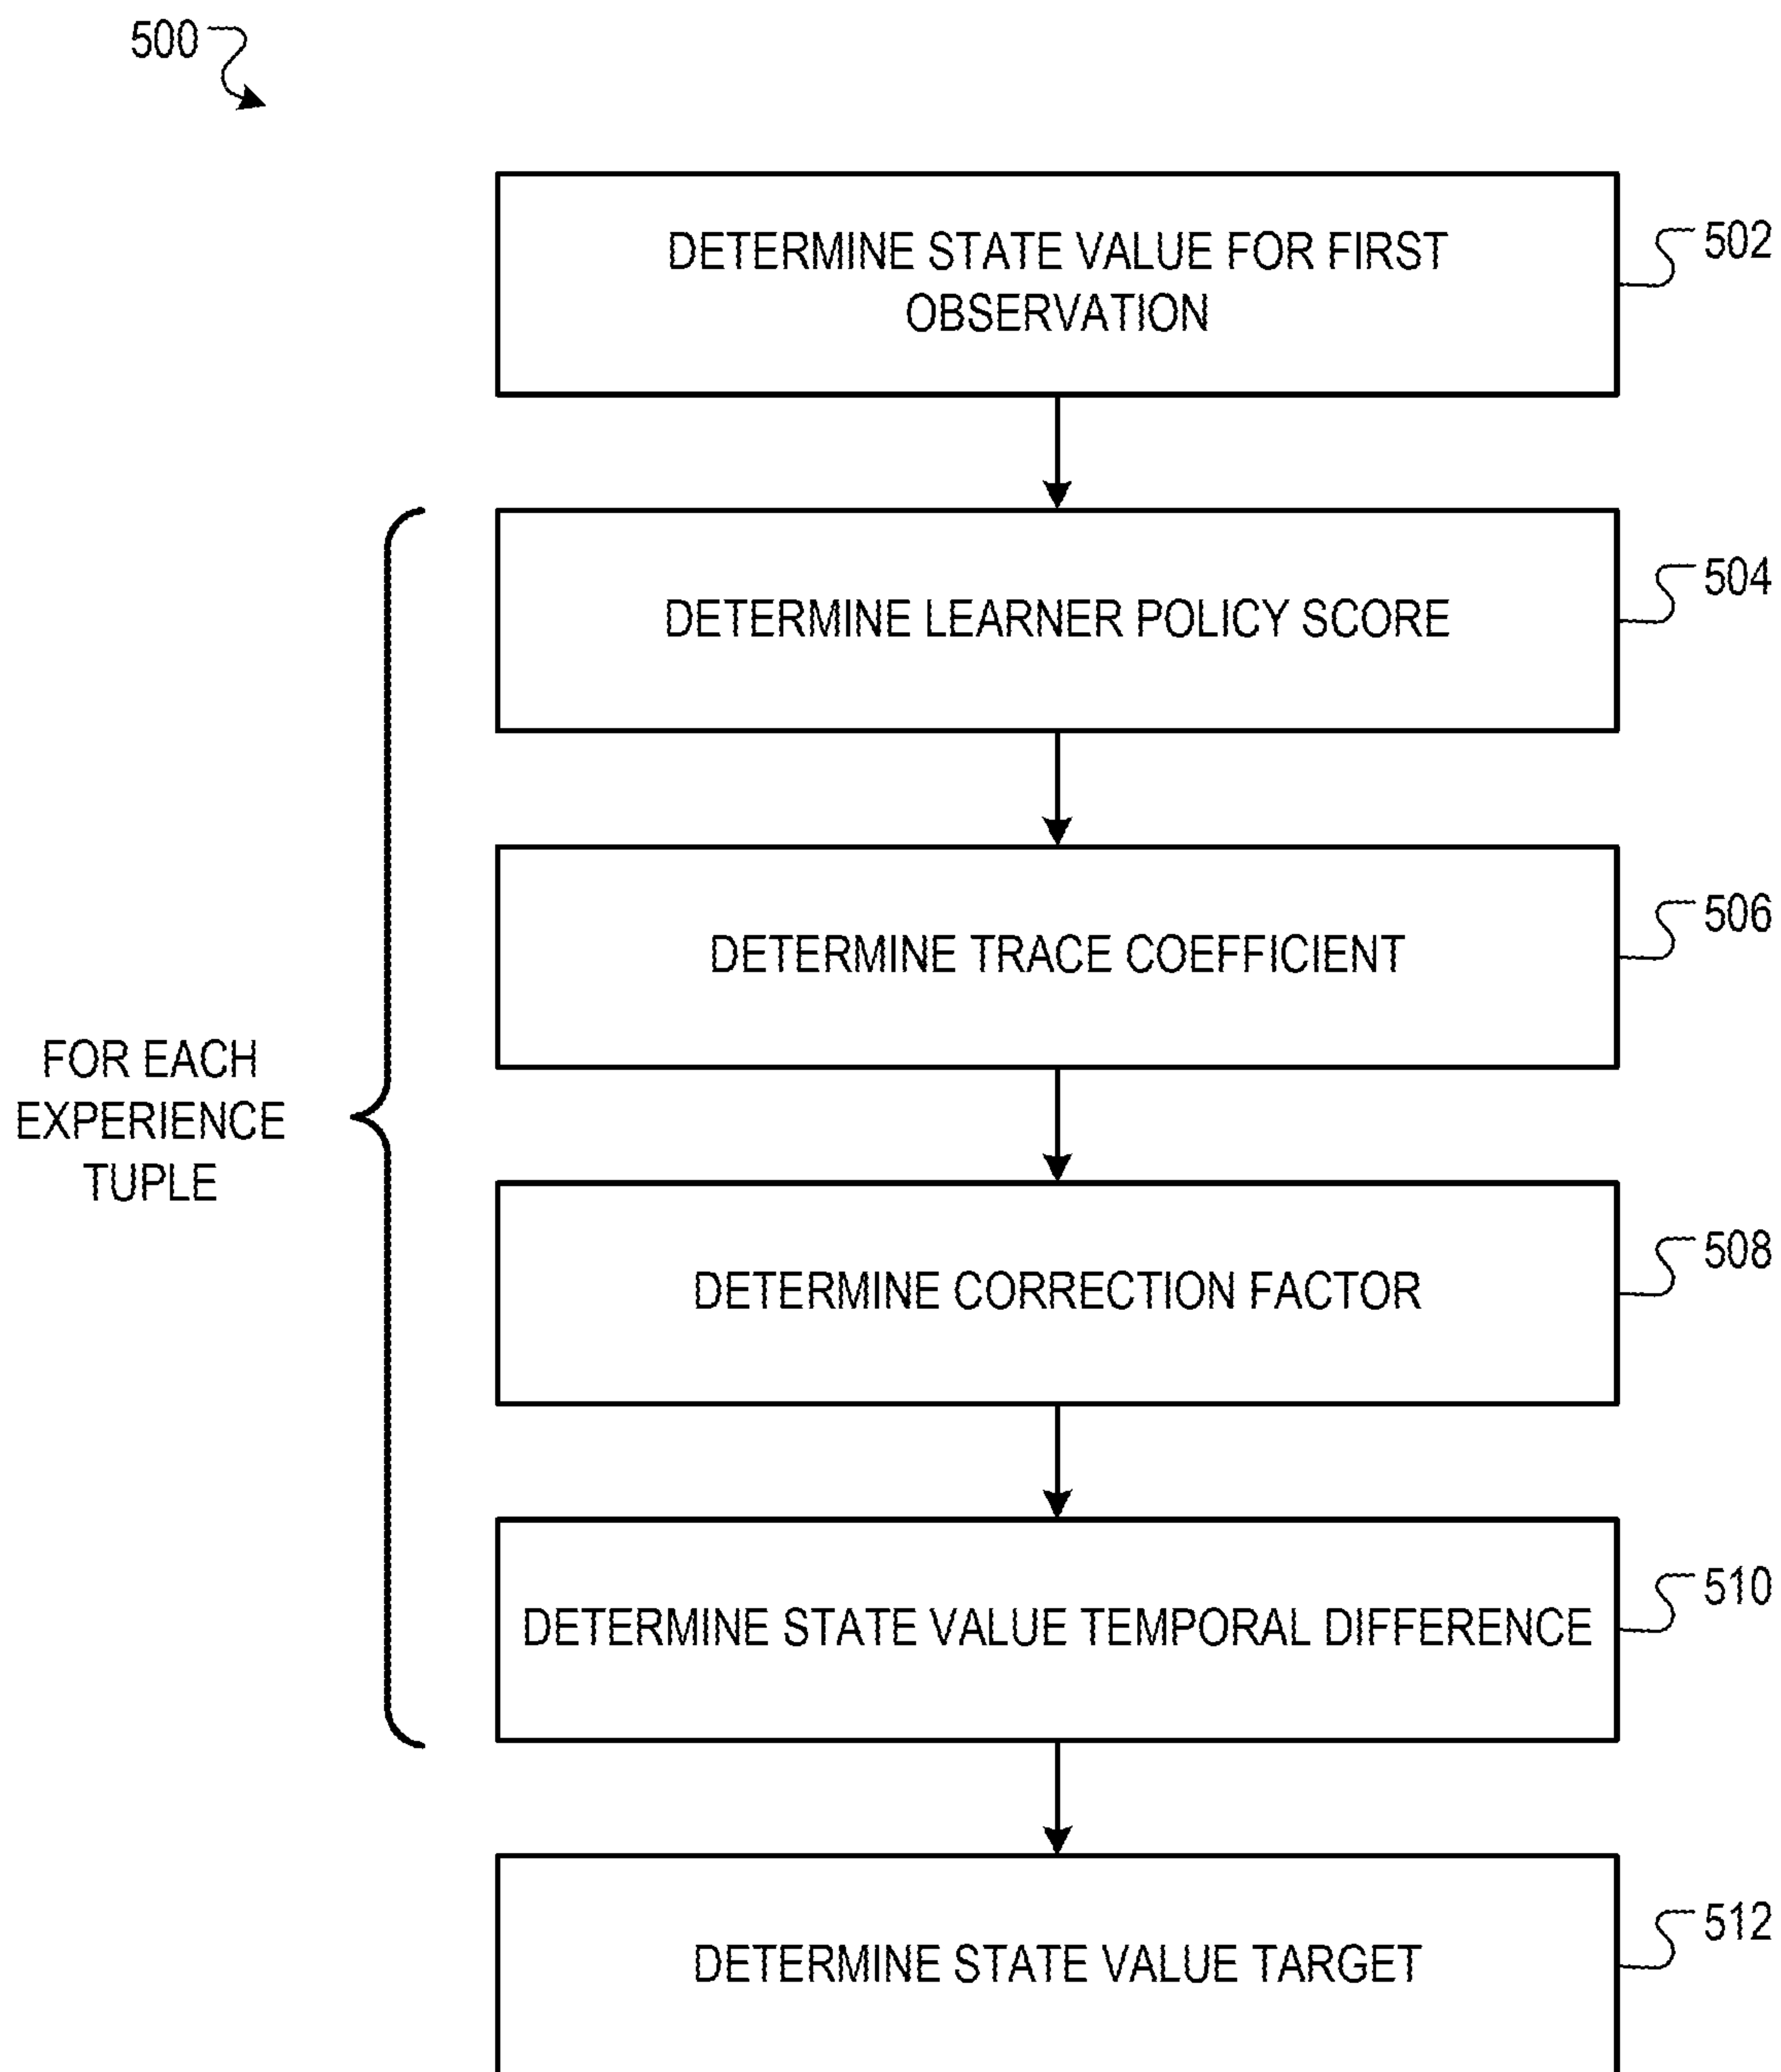 500
DETERMINE STATE VALUE FOR FIRST
OBSERVATION
502
DETERMINE LEARNER POLICY SCORE
504
DETERMINE TRACE COEFFICIENT
506
FOR EACH
EXPERIENCE
TUPLE
DETERMINE CORRECTION FACTOR
508
DETERMINE STATE VALUE TEMPORAL DIFFERENCE
510
DETERMINE STATE VALUE TARGET
512